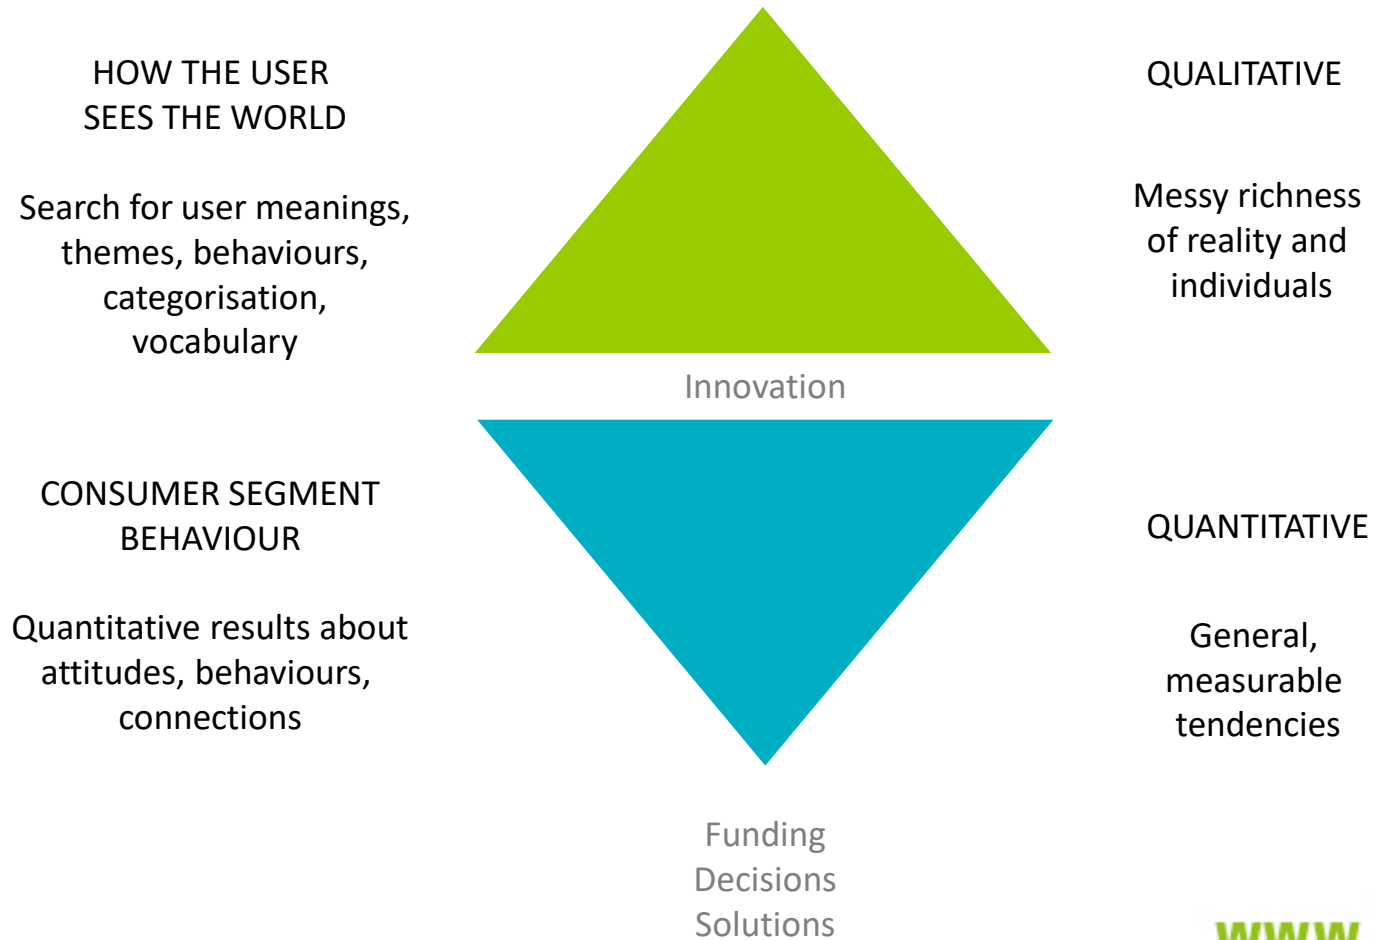 HOW THE USER
SEES THE WORLD
Search for user meanings,
themes, behaviours,
categorisation,
vocabulary
QUALITATIVE
Messy richness
of reality and
individuals
Innovation
CONSUMER SEGMENT
BEHAVIOUR
Quantitative results about
attitudes, behaviours,
connections
QUANTITATIVE
General,
measurable
tendencies
Funding
Decisions
Solutions